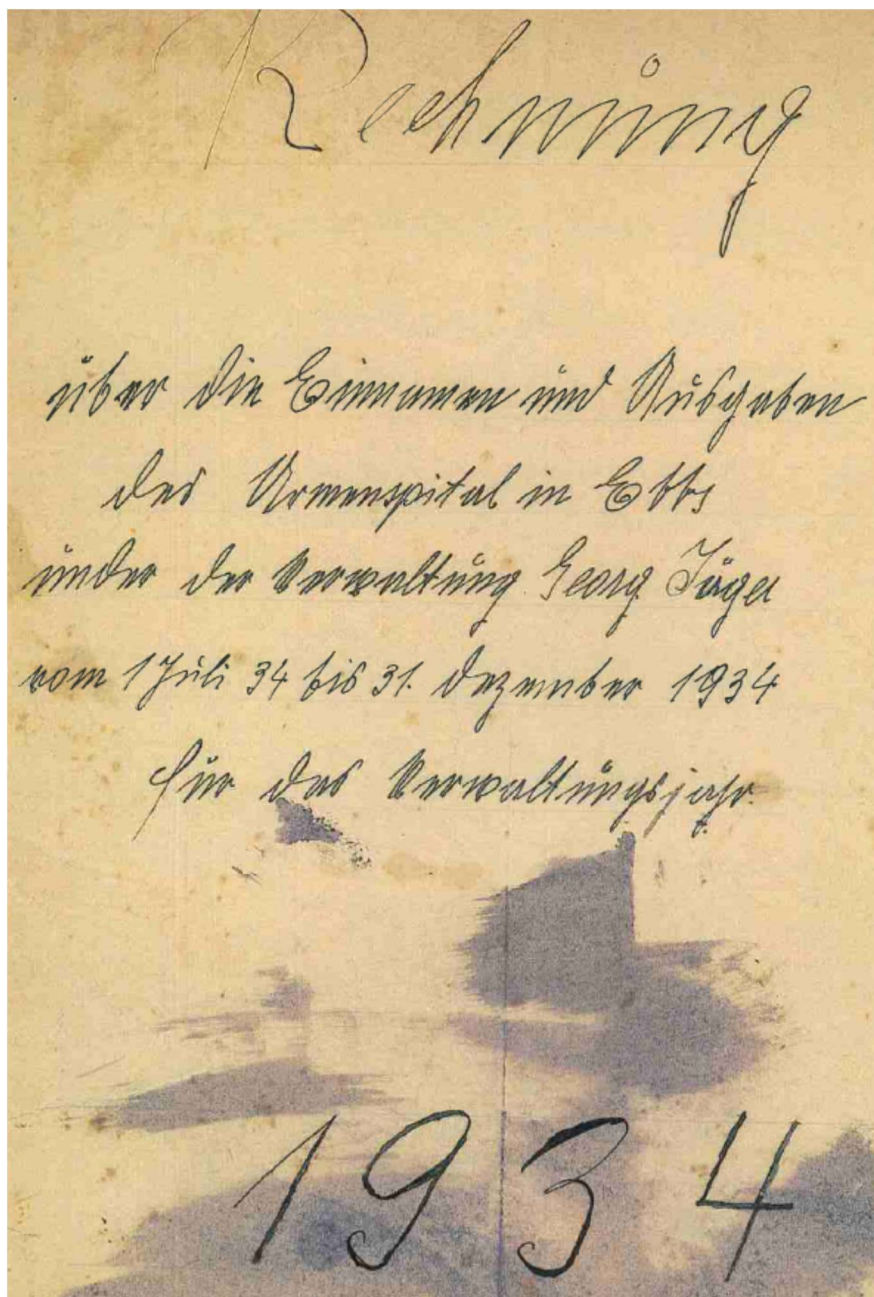 Rechnung
über die Einnamen und Ausgaben
des Armenspital in Ebbs
under der Verwaltung Georg Jäger
vom 1 Juli 34 bis 31. Dezember 1934
für das Verwaltungsjahr.
1934